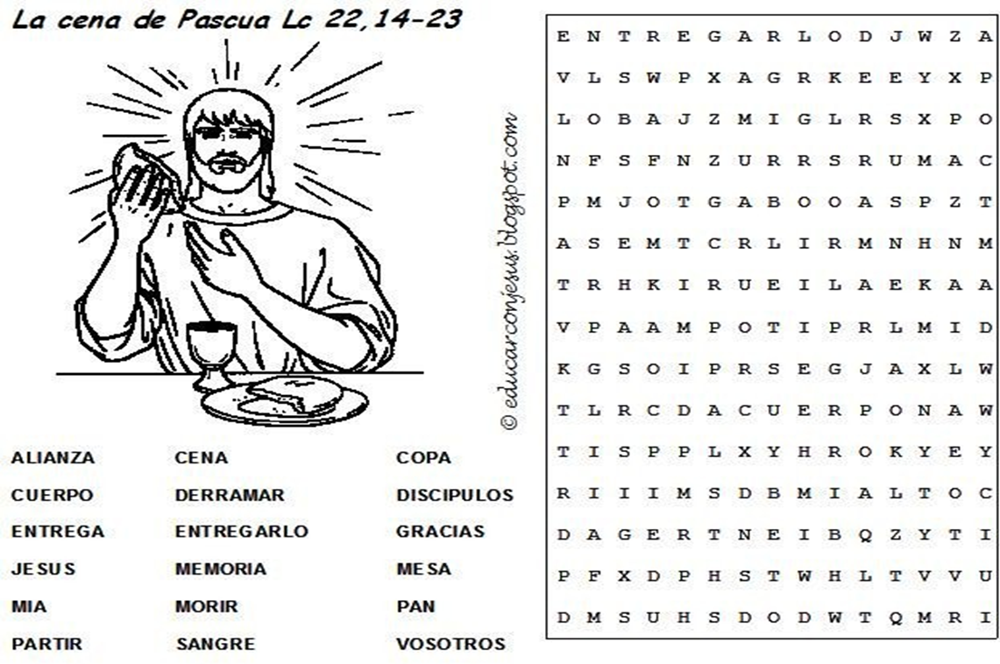 La cena de Pascua Lc 22,14-23
E N T R E G A R L O D J W Z A
V L S W P X A G R K E E Y X P
L O B A J Z M I G L R S X P O
N F S F N Z U R R S R U M A C
P M J O T G A B O O A S P Z T
A S E M T C R L I R M N H N M
T R H K I R U E I L A E K A A
V P A A M P O T I P R L M I D
K G S O I P R S E G J A X L W
T L R C D A C U E R P O N A W
T I S P P L X Y H R O K Y E Y
R I I I M S D B M I A L T O C
D A G E R T N E I B Q Z Y T I
P F X D P H S T W H L T V V U
D M S U H S D O D W T Q M R I
© educarconjesus.blogspot.com
ALIANZA CENA COPA
CUERPO DERRAMAR DISCIPULOS
ENTREGA ENTREGARLO GRACIAS
JESUS MEMORIA MESA
MIA MORIR PAN
PARTIR SANGRE VOSOTROS